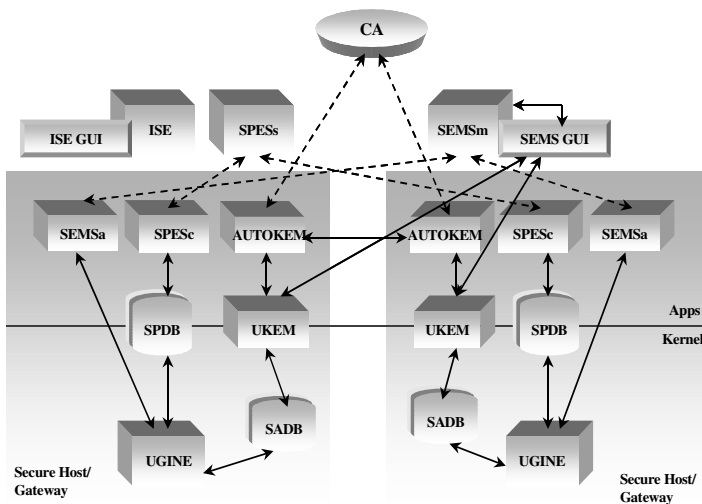 CA
ISE GUI
ISE
SPESs
SEMSm
SEMS GUI
SEMSa
SPESc
AUTOKEM
AUTOKEM
SPESc
SEMSa
SPDB
UKEM
UKEM
SPDB
Apps
Kernel
SADB
SADB
UGINE
UGINE
Secure Host/
Gateway
Secure Host/
Gateway